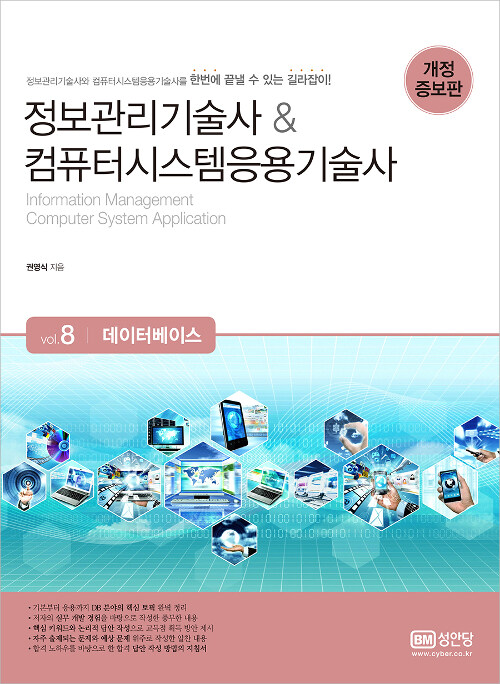 정보관리기술사와 컴퓨터시스템응용기술사를 한번에 끝낼 수 있는 길라잡이!
개정
증보판
정보관리기술사 &
컴퓨터시스템응용기술사
Information Management
Computer System Application
권영식 지음
vol.8 | 데이터베이스
• 기본부터 응용까지 DB 분야의 핵심 토픽 완벽 정리
• 저자의 실무 개발 경험을 바탕으로 작성한 풍부한 내용
• 핵심 키워드와 논리적 답안 작성으로 고득점 획득 방안 제시
• 자주 출제되는 문제와 예상 문제 위주로 작성한 알찬 내용
• 합격 노하우를 바탕으로 한 합격 답안 작성 방법의 지침서
BM 성안당
www.cyber.co.kr